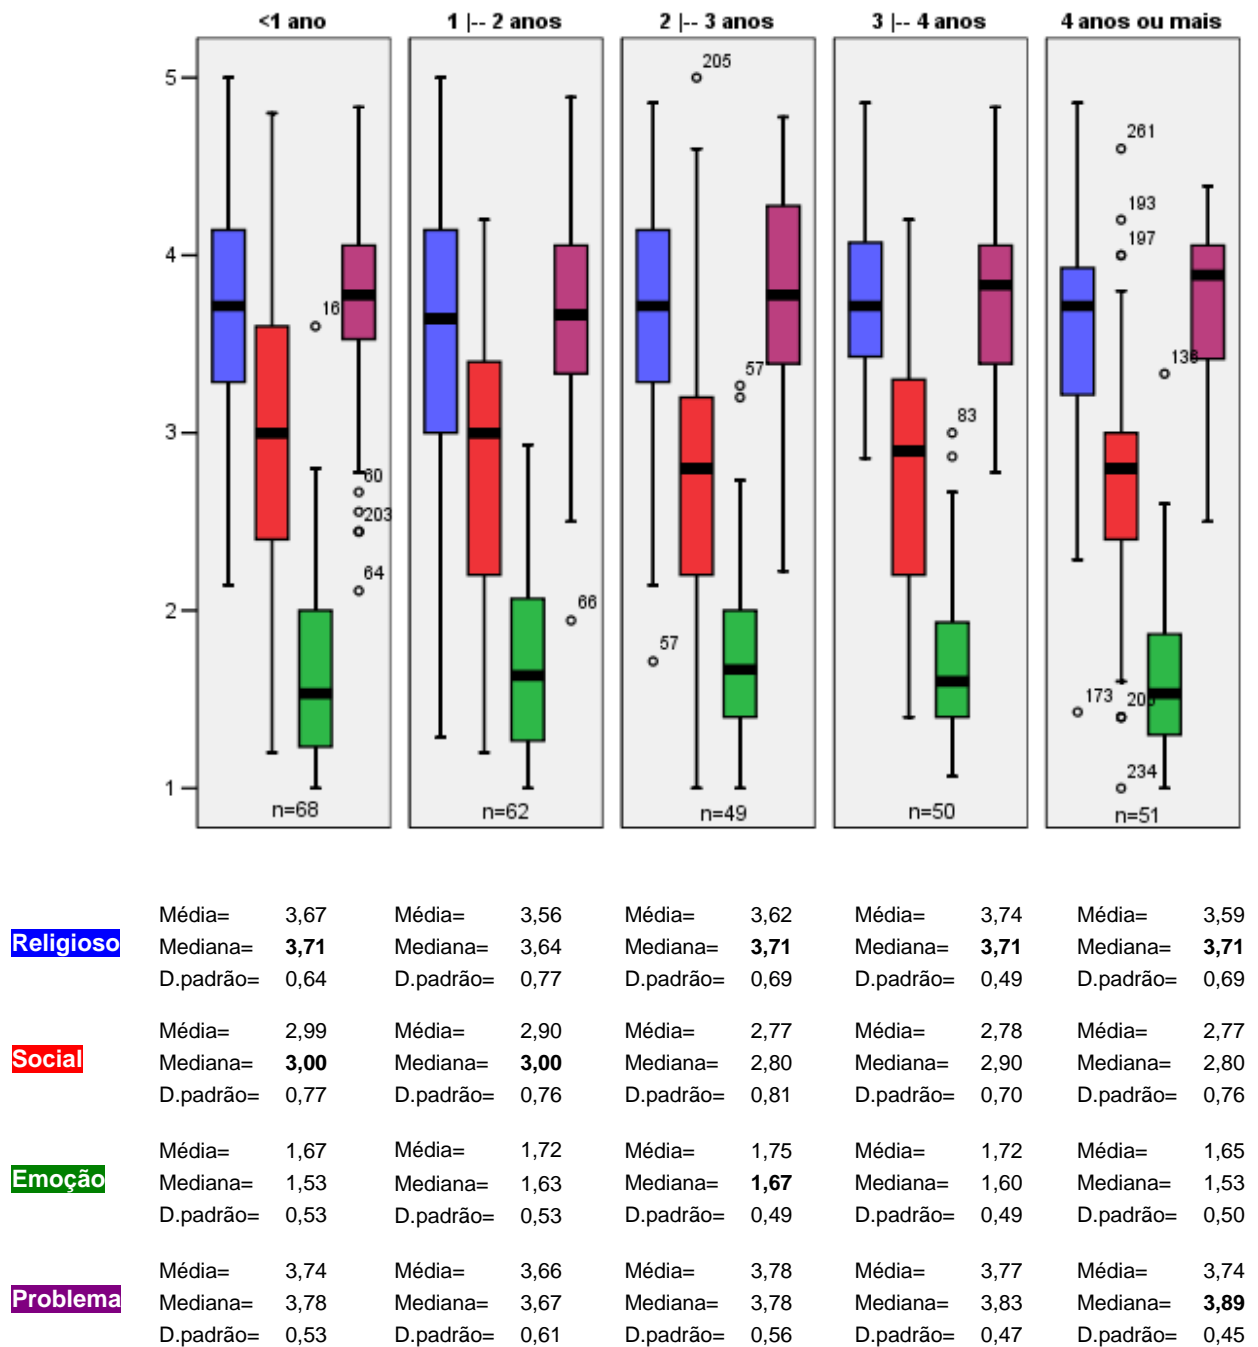 <1 ano 1 |-- 2 anos 2 |-- 3 anos 3 |-- 4 anos 4 anos ou mais
5
4
3
2
1
16
60
203
64
n=68
66
n=62
205
57
57
n=49
83
n=50
261
193
197
136
173
205
234
n=51
Religioso
Média= 3,67 Média= 3,56 Média= 3,62 Média= 3,74 Média= 3,59
Mediana= 3,71 Mediana= 3,64 Mediana= 3,71 Mediana= 3,71 Mediana= 3,71
D.padrão= 0,64 D.padrão= 0,77 D.padrão= 0,69 D.padrão= 0,49 D.padrão= 0,69
Social
Média= 2,99 Média= 2,90 Média= 2,77 Média= 2,78 Média= 2,77
Mediana= 3,00 Mediana= 3,00 Mediana= 2,80 Mediana= 2,90 Mediana= 2,80
D.padrão= 0,77 D.padrão= 0,76 D.padrão= 0,81 D.padrão= 0,70 D.padrão= 0,76
Emoção
Média= 1,67 Média= 1,72 Média= 1,75 Média= 1,72 Média= 1,65
Mediana= 1,53 Mediana= 1,63 Mediana= 1,67 Mediana= 1,60 Mediana= 1,53
D.padrão= 0,53 D.padrão= 0,53 D.padrão= 0,49 D.padrão= 0,49 D.padrão= 0,50
Problema
Média= 3,74 Média= 3,66 Média= 3,78 Média= 3,77 Média= 3,74
Mediana= 3,78 Mediana= 3,67 Mediana= 3,78 Mediana= 3,83 Mediana= 3,89
D.padrão= 0,53 D.padrão= 0,61 D.padrão= 0,56 D.padrão= 0,47 D.padrão= 0,45